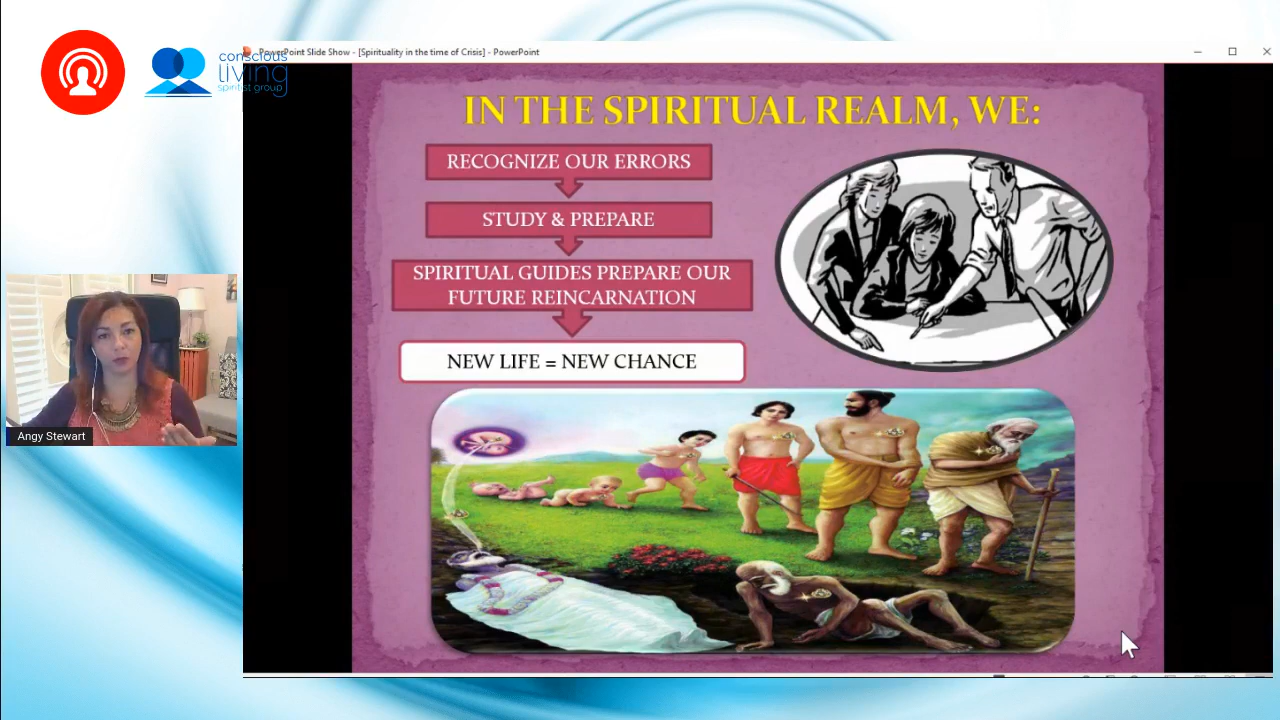 conscious
living
spiritist group
PowerPoint Slide Show - [Spirituality in the time of Crisis] - PowerPoint
IN THE SPIRITUAL REALM, WE:
RECOGNIZE OUR ERRORS
STUDY & PREPARE
SPIRITUAL GUIDES PREPARE OUR
FUTURE REINCARNATION
NEW LIFE = NEW CHANCE
Angy Stewart